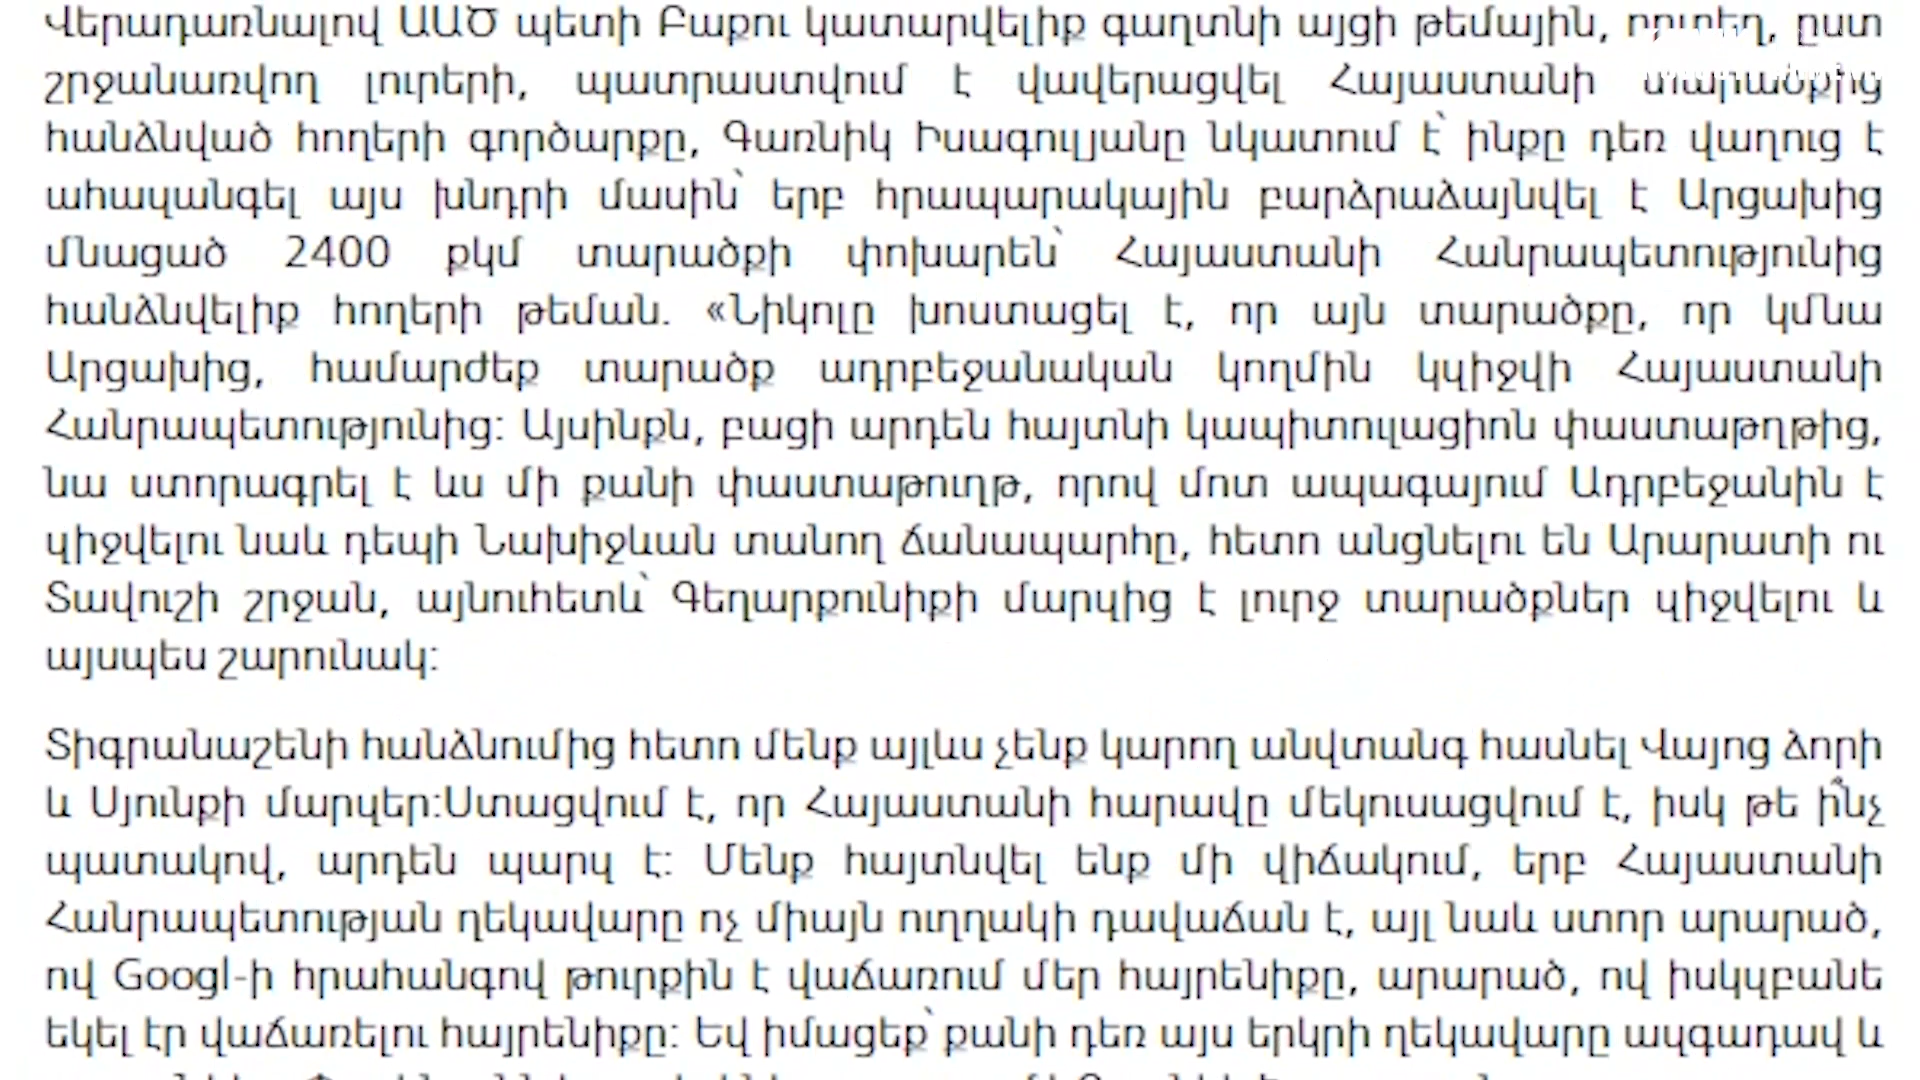 Վերադառնալով ԱԱԾ պետի Բաքու կատարվելիք գաղտնի այցի թեմային, որտեղ, ըստ
շրջանառվող լուրերի, պատրաստվում է վավերացվել Հայաստանի տարածքից
հանձնված հողերի գործարքը, Գառնիկ Իսագուլյանը նկատում է՝ ինքը դեռ վաղուց է
ահազանգել այս խնդրի մասին՝ երբ հրապարակային բարձրաձայնվել է Արցախից
մնացած 2400 քկմ տարածքի փոխարեն՝ Հայաստանի Հանրապետությունից
հանձնվելիք հողերի թեման. «Նիկոլը խոստացել է, որ այն տարածքը, որ կմնա
Արցախից, համարժեք տարածք ադրբեջանական կողմին կզիջվի Հայաստանի
Հանրապետությունից: Այսինքն, բացի արդեն հայտնի կապիտուլացիոն փաստաթղթից,
նա ստորագրել է ևս մի քանի փաստաթուղթ, որով մոտ ապագայում Ադրբեջանին է
զիջվելու նաև դեպի Նախիջևան տանող ճանապարհը, հետո անցնելու են Արարատի ու
Տավուշի շրջան, այնուհետև՝ Գեղարքունիքի մարզից է լուրջ տարածքներ զիջվելու և
այսպես շարունակ:
Տիգրանաշենի հանձնումից հետո մենք այլևս չենք կարող անվտանգ հասնել Վայոց ձորի
և Սյունքի մարզեր:Ստացվում է, որ Հայաստանի հարավը մեկուսացվում է, իսկ թե ի՞նչ
պատակով, արդեն պարզ է: Մենք հայտնվել ենք մի վիճակում, երբ Հայաստանի
Հանրապետության ղեկավարը ոչ միայն ուղղակի դավաճան է, այլ նաև ստոր արարած,
ով Googl-ի հրահանգով թուրքին է վաճառում մեր հայրենիքը, արարած, ով իսկզբանե
եկել էր վաճառելու հայրենիքը: Եվ իմացեք՝ քանի դեռ այս երկրի ղեկավարը ազգադավ և